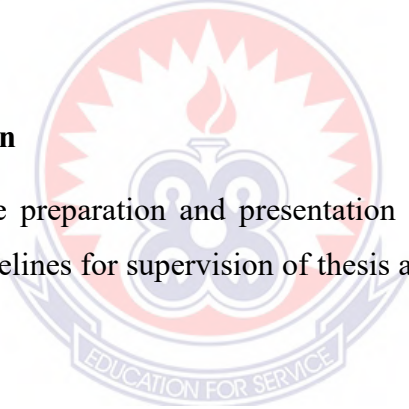 n
e preparation and presentation
elines for supervision of thesis a
EDUCATION FOR SERVICE